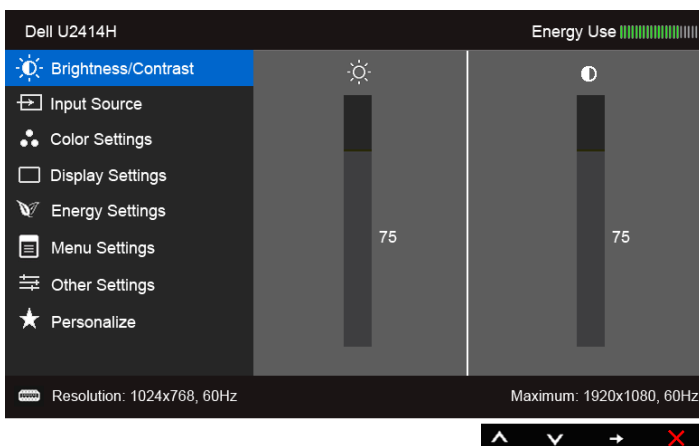 Dell U2414H Energy Use
Brightness/Contrast
Input Source
Color Settings
Display Settings
Energy Settings
75 75
Menu Settings
Other Settings
Personalize
Resolution: 1024x768, 60Hz Maximum: 1920x1080, 60Hz